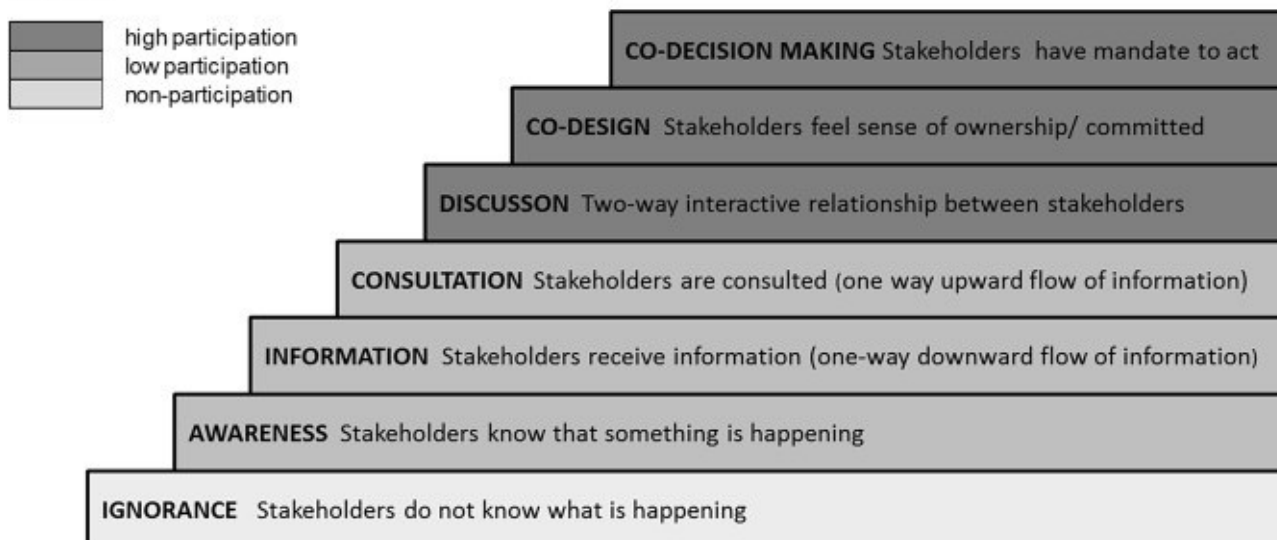 high participation
low participation
non-participation
CO-DECISION MAKING Stakeholders have mandate to act
CO-DESIGN Stakeholders feel sense of ownership/ committed
DISCUSSON Two-way interactive relationship between stakeholders
CONSULTATION Stakeholders are consulted (one way upward flow of information)
INFORMATION Stakeholders receive information (one-way downward flow of information)
AWARENESS Stakeholders know that something is happening
IGNORANCE Stakeholders do not know what is happening